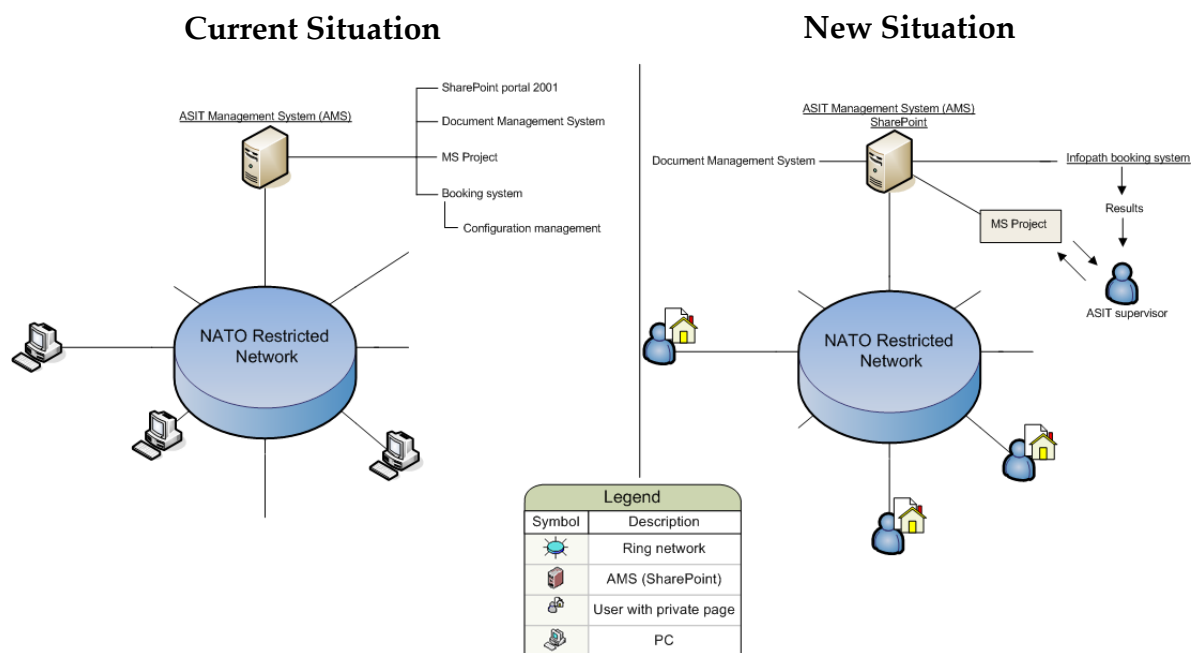 Current Situation
New Situation
SharePoint portal 2001
ASIT Management System (AMS)
Document Management System
MS Project
Booking system
Configuration management
NATO Restricted
Network
ASIT Management System (AMS)
SharePoint
Document Management System
Infopath booking system
Results
MS Project
ASIT supervisor
NATO Restricted
Network
Legend
Symbol
Description
Ring network
AMS (SharePoint)
User with private page
PC